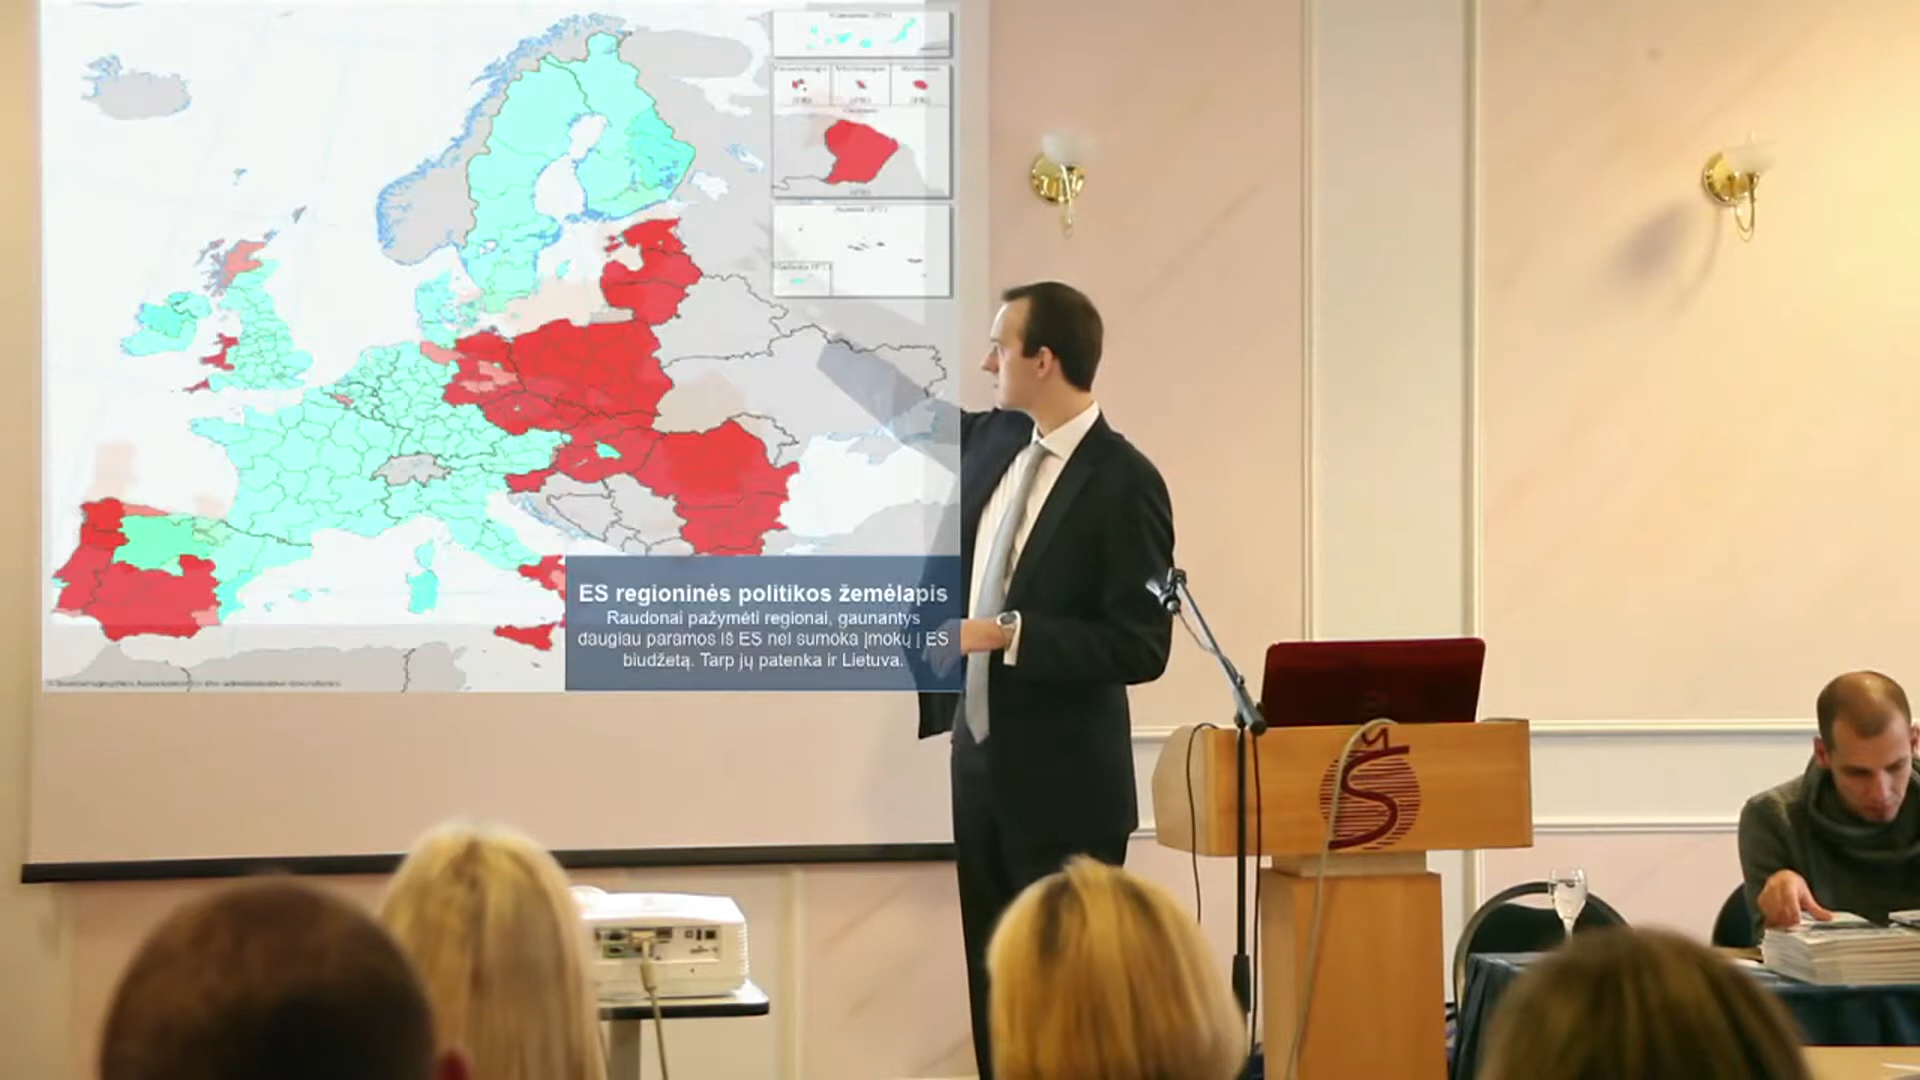 ES regioninės politikos žemėlapis
Raudonai pažymėti regionai, gaunantys
daugiau paramos iš ES nei sumoka įmokų į ES
biudžetą. Tarp jų patenka ir Lietuva.
Š